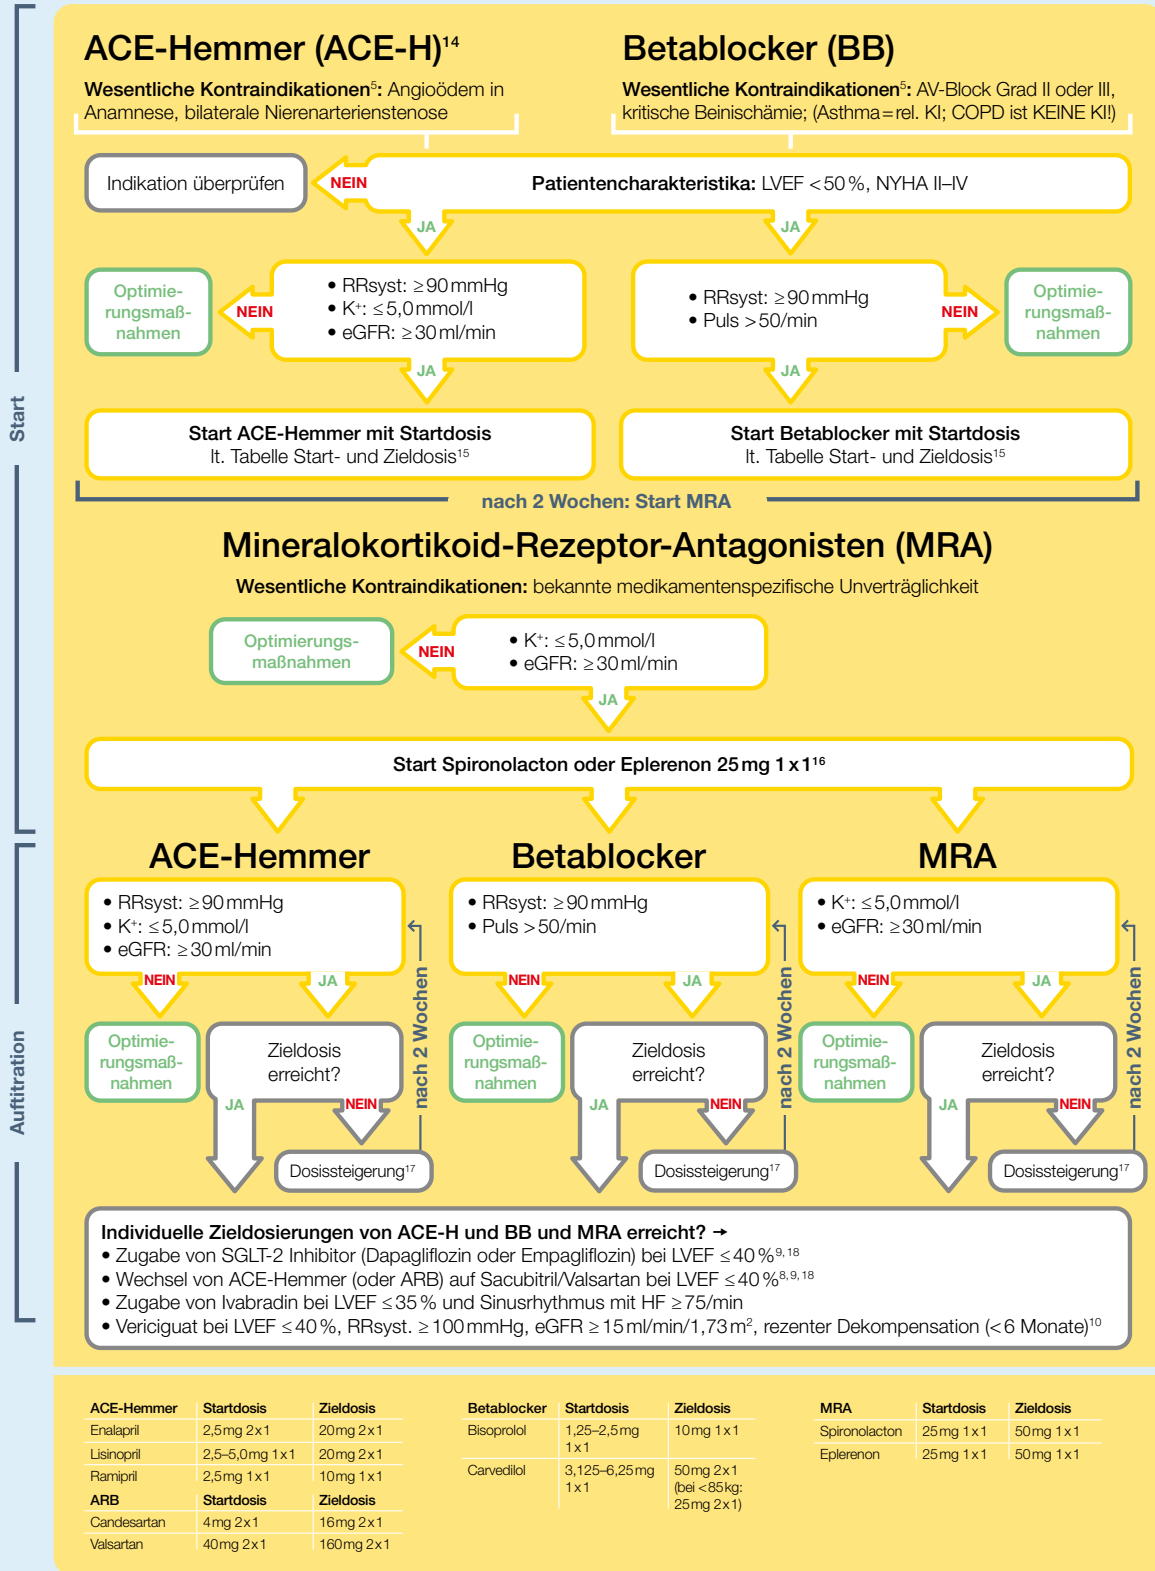 Start
Auftitration
ACE-Hemmer (ACE-H)¹⁴
Wesentliche Kontraindikationen⁵: Angioödem in
Anamnese, bilaterale Nierenarterienstenose
Betablocker (BB)
Wesentliche Kontraindikationen⁵: AV-Block Grad II oder III,
kritische Beinischämie; (Asthma = rel. KI; COPD ist KEINE KI!)
Indikation überprüfen
NEIN
Patientencharakteristika: LVEF < 50 %, NYHA II–IV
JA
JA
Optimie-
rungsmaß-
nahmen
NEIN
• RRsyst: ≥ 90 mmHg
• K⁺: ≤ 5,0 mmol/l
• eGFR: ≥ 30 ml/min
• RRsyst: ≥ 90 mmHg
• Puls > 50/min
NEIN
Optimie-
rungsmaß-
nahmen
JA
JA
Start ACE-Hemmer mit Startdosis
lt. Tabelle Start- und Zieldosis¹⁵
Start Betablocker mit Startdosis
lt. Tabelle Start- und Zieldosis¹⁵
nach 2 Wochen: Start MRA
Mineralokortikoid-Rezeptor-Antagonisten (MRA)
Wesentliche Kontraindikationen: bekannte medikamentenspezifische Unverträglichkeit
Optimierungs-
maßnahmen
NEIN
• K⁺: ≤ 5,0 mmol/l
• eGFR: ≥ 30 ml/min
JA
Start Spironolacton oder Eplerenon 25 mg 1 x 1¹⁶
ACE-Hemmer
• RRsyst: ≥ 90 mmHg
• K⁺: ≤ 5,0 mmol/l
• eGFR: ≥ 30 ml/min
NEIN
JA
Optimie-
rungsmaß-
nahmen
Zieldosis
erreicht?
JA
NEIN
Dosissteigerung¹⁷
nach 2 Wochen
Betablocker
• RRsyst: ≥ 90 mmHg
• Puls > 50/min
NEIN
JA
Optimie-
rungsmaß-
nahmen
Zieldosis
erreicht?
JA
NEIN
Dosissteigerung¹⁷
nach 2 Wochen
MRA
• K⁺: ≤ 5,0 mmol/l
• eGFR: ≥ 30 ml/min
NEIN
JA
Optimie-
rungsmaß-
nahmen
Zieldosis
erreicht?
JA
NEIN
Dosissteigerung¹⁷
nach 2 Wochen
Individuelle Zieldosierungen von ACE-H und BB und MRA erreicht? →
• Zugabe von SGLT-2 Inhibitor (Dapagliflozin oder Empagliflozin) bei LVEF ≤ 40 %⁹,¹⁸
• Wechsel von ACE-Hemmer (oder ARB) auf Sacubitril/Valsartan bei LVEF ≤ 40 %⁸,⁹,¹⁸
• Zugabe von Ivabradin bei LVEF ≤ 35 % und Sinusrhythmus mit HF ≥ 75/min
• Vericiguat bei LVEF ≤ 40 %, RRsyst. ≥ 100 mmHg, eGFR ≥ 15 ml/min/1,73 m², rezenter Dekompensation (< 6 Monate)¹⁰
ACE-Hemmer Startdosis Zieldosis
Enalapril 2,5 mg 2 x 1 20 mg 2 x 1
Lisinopril 2,5–5,0 mg 1 x 1 20 mg 2 x 1
Ramipril 2,5 mg 1 x 1 10 mg 1 x 1
ARB Startdosis Zieldosis
Candesartan 4 mg 2 x 1 16 mg 2 x 1
Valsartan 40 mg 2 x 1 160 mg 2 x 1
Betablocker Startdosis Zieldosis
Bisoprolol 1,25–2,5 mg 10 mg 1 x 1
1 x 1
Carvedilol 3,125–6,25 mg 50 mg 2 x 1
1 x 1 (bei < 85 kg:
25 mg 2 x 1)
MRA Startdosis Zieldosis
Spironolacton 25 mg 1 x 1 50 mg 1 x 1
Eplerenon 25 mg 1 x 1 50 mg 1 x 1